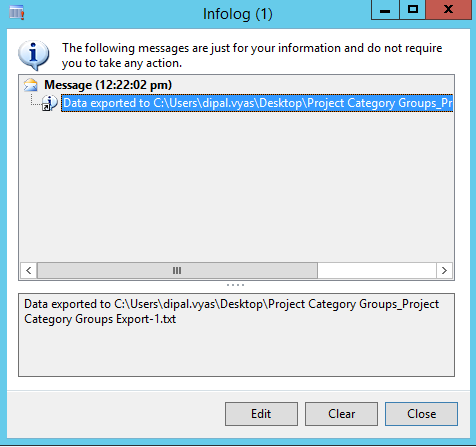 Infolog (1)
The following messages are just for your information and do not require
you to take any action.
Message (12:22:02 pm)
Data exported to C:\Users\dipal.vyas\Desktop\Project Category Groups_Pr
Data exported to C:\Users\dipal.vyas\Desktop\Project Category Groups_Project
Category Groups Export-1.txt
Edit Clear Close